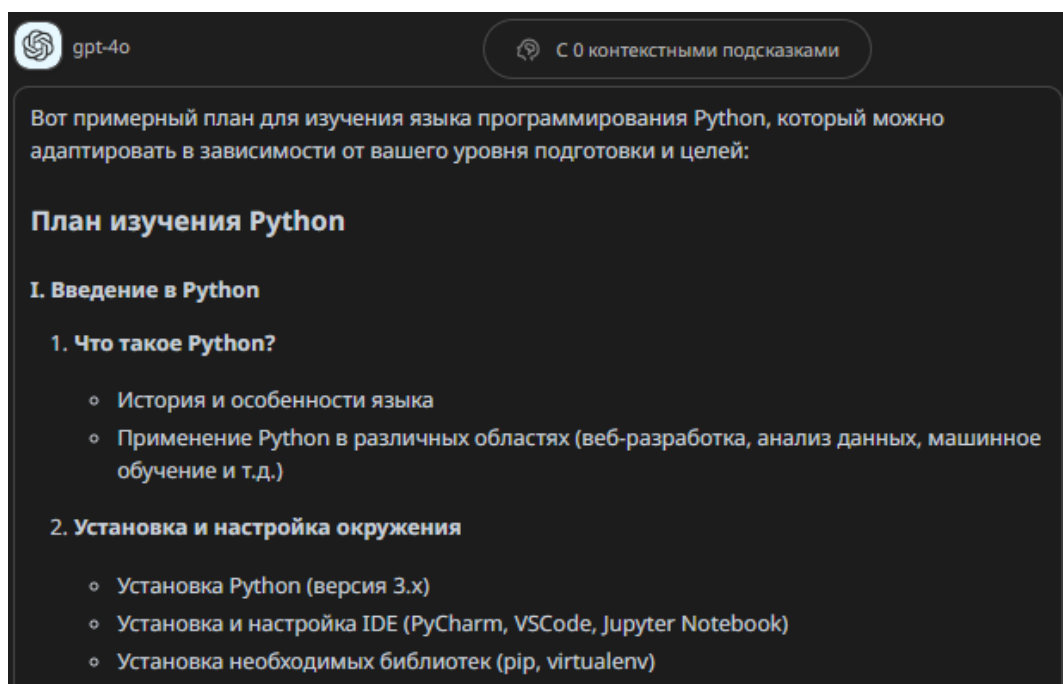 gpt-4o
С 0 контекстными подсказками
Вот примерный план для изучения языка программирования Python, который можно
адаптировать в зависимости от вашего уровня подготовки и целей:
План изучения Python
I. Введение в Python
1. Что такое Python?
◦ История и особенности языка
◦ Применение Python в различных областях (веб-разработка, анализ данных, машинное
обучение и т.д.)
2. Установка и настройка окружения
◦ Установка Python (версия 3.x)
◦ Установка и настройка IDE (PyCharm, VSCode, Jupyter Notebook)
◦ Установка необходимых библиотек (pip, virtualenv)